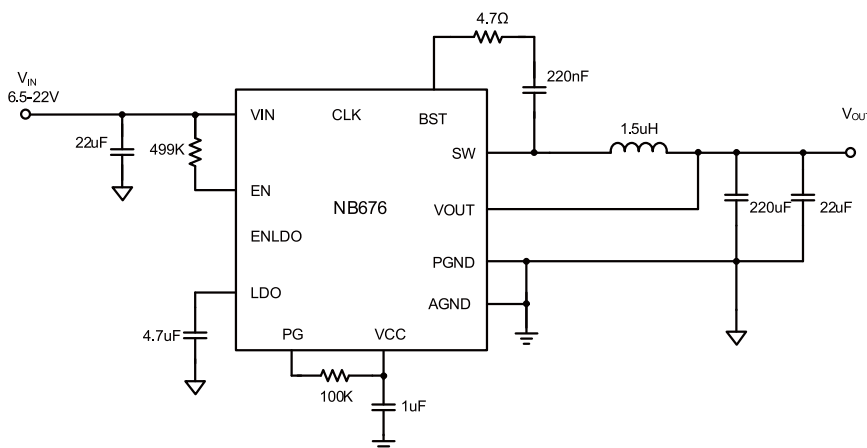 4.7Ω
220nF
VIN
6.5-22V
22uF
499K
VIN
CLK
BST
SW
1.5uH
VOUT
EN
NB676
VOUT
220uF
22uF
ENLDO
PGND
LDO
AGND
4.7uF
PG
VCC
100K
1uF